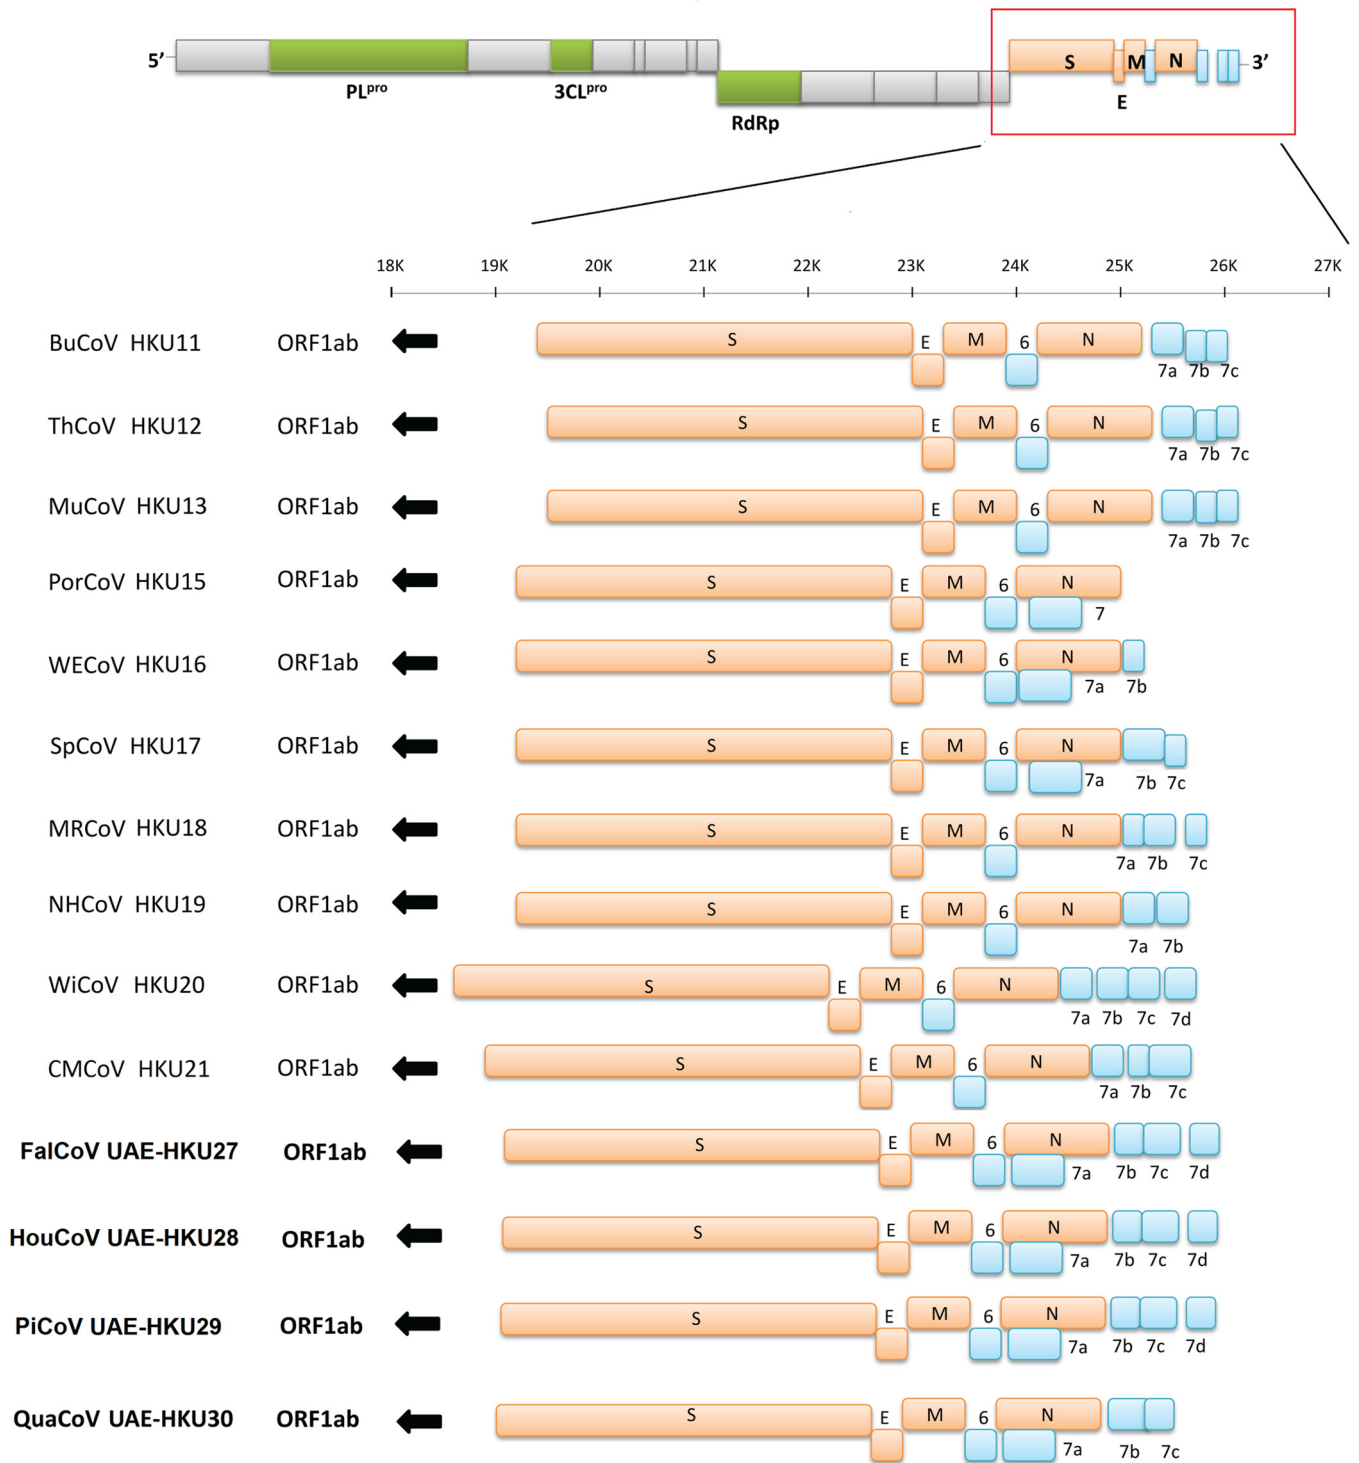 5’ S M N 3’
PLpro 3CLpro E
RdRp
18K 19K 20K 21K 22K 23K 24K 25K 26K 27K
BuCoV HKU11 ORF1ab S E M 6 N
7a 7b 7c
ThCoV HKU12 ORF1ab S E M 6 N
7a 7b 7c
MuCoV HKU13 ORF1ab S E M 6 N
7a 7b 7c
PorCoV HKU15 ORF1ab S E M 6 N
7
WECoV HKU16 ORF1ab S E M 6 N
7a 7b
SpCoV HKU17 ORF1ab S E M 6 N
7a 7b 7c
MRCoV HKU18 ORF1ab S E M 6 N
7a 7b 7c
NHCoV HKU19 ORF1ab S E M 6 N
7a 7b
WiCoV HKU20 ORF1ab S E M 6 N
7a 7b 7c 7d
CMCoV HKU21 ORF1ab S E M 6 N
7a 7b 7c
FalCoV UAE-HKU27 ORF1ab S E M 6 N
7a 7b 7c 7d
HouCoV UAE-HKU28 ORF1ab S E M 6 N
7a 7b 7c 7d
PiCoV UAE-HKU29 ORF1ab S E M 6 N
7a 7b 7c 7d
QuaCoV UAE-HKU30 ORF1ab S E M 6 N
7a 7b 7c